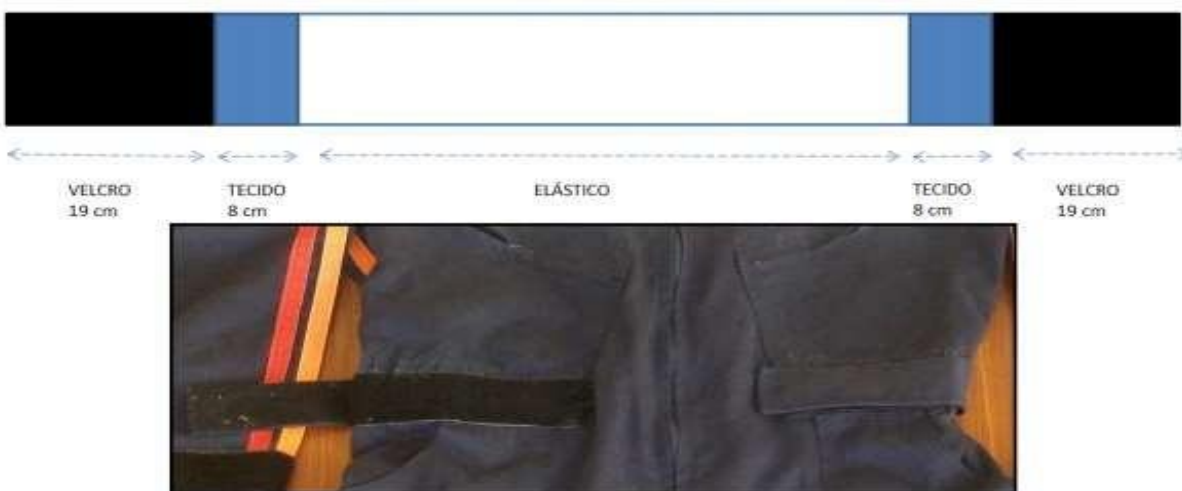 VELCRO
19 cm
TECIDO
8 cm
ELÁSTICO
TECIDO
8 cm
VELCRO
19 cm